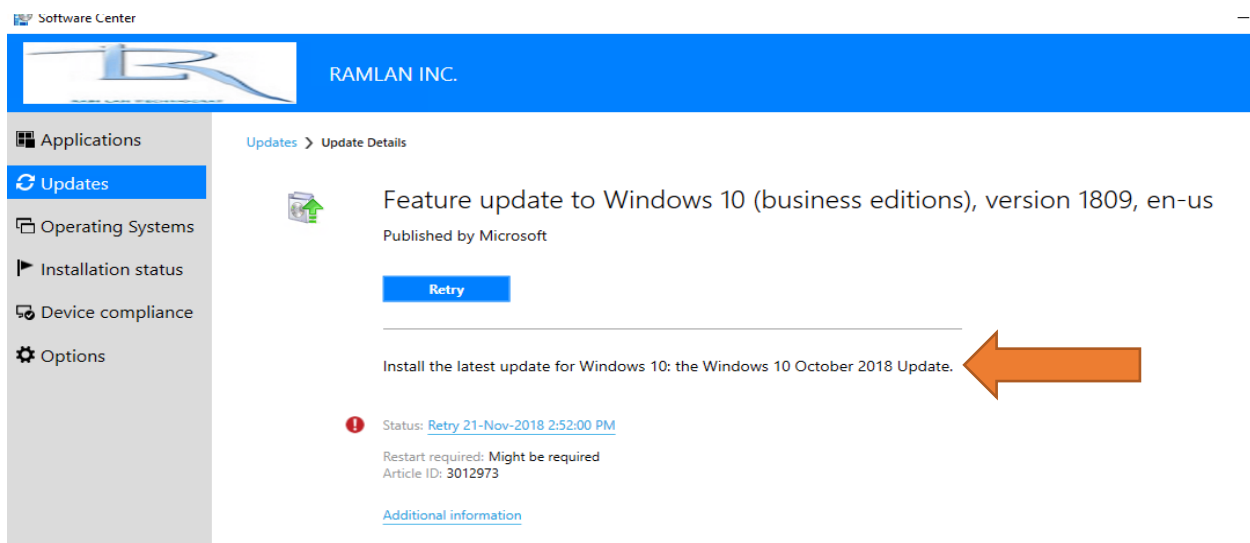 Software Center
RAMLAN INC.
Applications
Updates
Operating Systems
Installation status
Device compliance
Options
Updates ❯ Update Details
Feature update to Windows 10 (business editions), version 1809, en-us
Published by Microsoft
Retry
Install the latest update for Windows 10: the Windows 10 October 2018 Update.
Status: Retry 21-Nov-2018 2:52:00 PM
Restart required: Might be required
Article ID: 3012973
Additional information